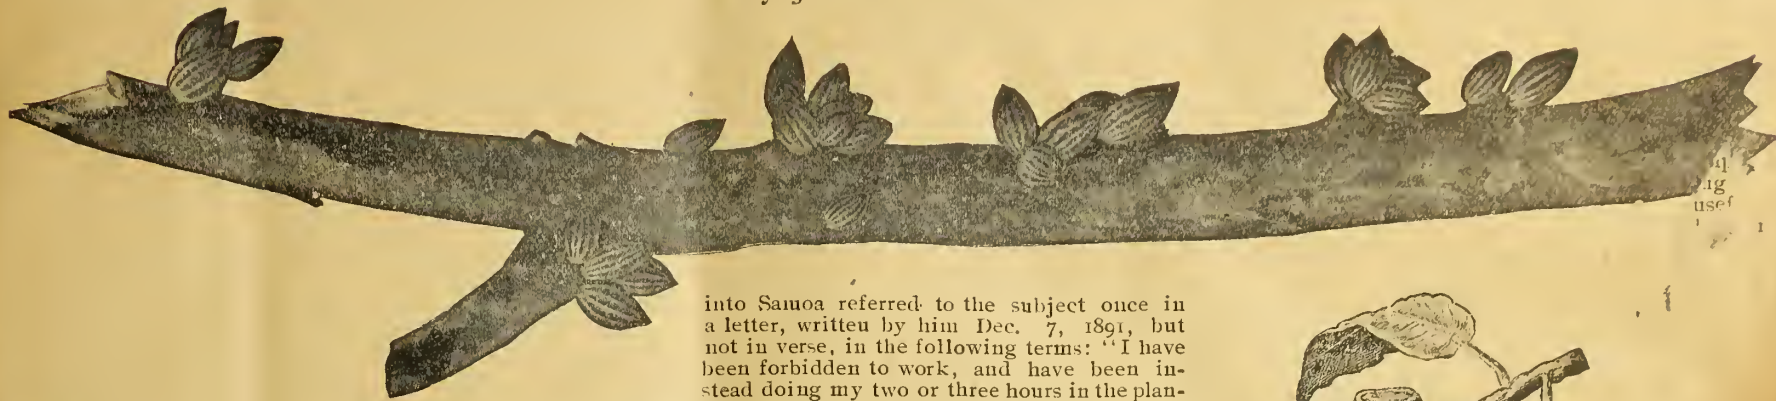 into Samoa referred to the subject once in
a letter, written by him Dec. 7, 1891, but
not in verse, in the following terms: "I have
been forbidden to work, and have been in-
stead doing my two or three hours in the plan-
usef